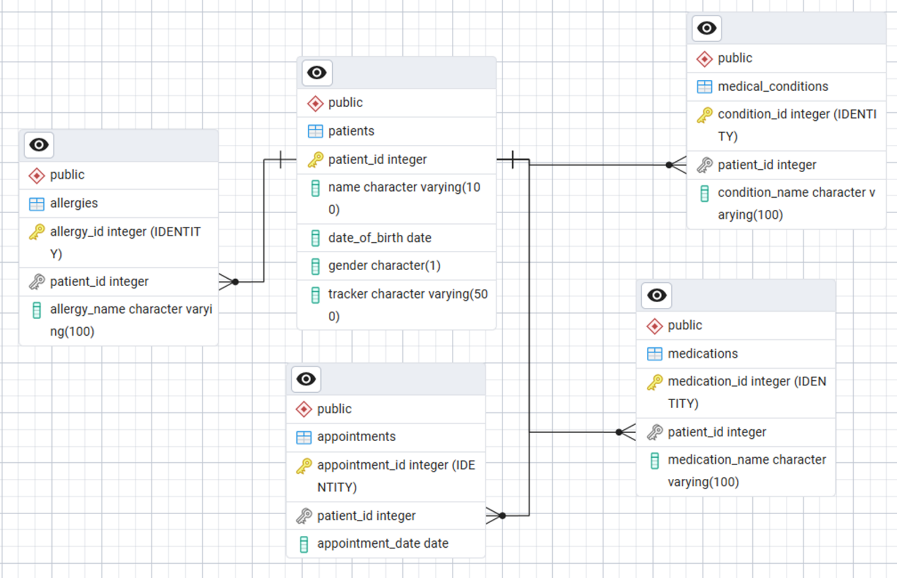 public
allergies
allergy_id integer (IDENTIT
Y)
patient_id integer
allergy_name character varyi
ng(100)
public
patients
patient_id integer
name character varying(10
0)
date_of_birth date
gender character(1)
tracker character varying(50
0)
public
appointments
appointment_id integer (IDE
NTITY)
patient_id integer
appointment_date date
public
medical_conditions
condition_id integer (IDENTI
TY)
patient_id integer
condition_name character v
arying(100)
public
medications
medication_id integer (IDEN
TITY)
patient_id integer
medication_name character
varying(100)